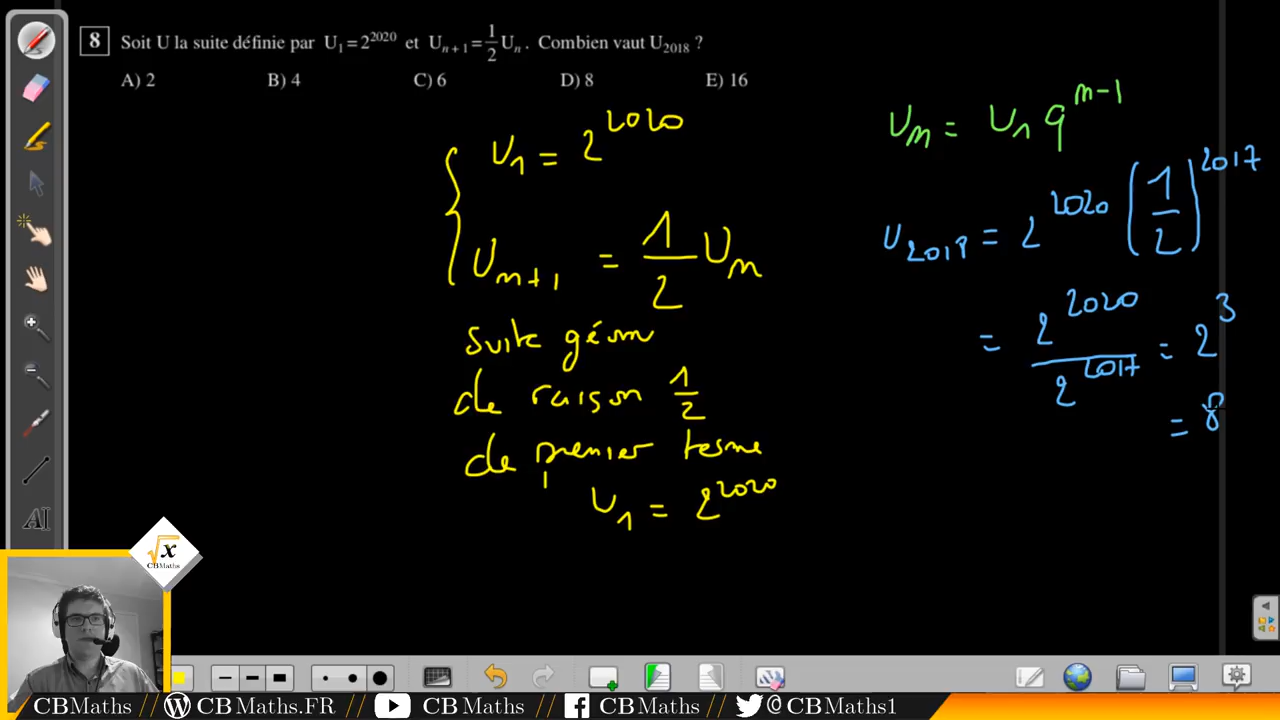 8 Soit U la suite définie par U₁=2²⁰²⁰ et Uₙ₊₁=1/2 Uₙ. Combien vaut U₂₀₁₈ ?
A) 2 B) 4 C) 6 D) 8 E) 16
U₁ = 2²⁰²⁰
Uₙ₊₁ = 1/2 Uₙ
suite géom
de raison 1/2
de premier terme
U₁ = 2²⁰²⁰
Uₙ = U₁ qⁿ⁻¹
U₂₀₁₈ = 2²⁰²⁰ (1/2)²⁰¹⁷
= 2²⁰²⁰/2²⁰¹⁷ = 2³
= 8
AI
√x
CBMaths
CBMaths CBMaths.FR CBMaths CBMaths @CBMaths1